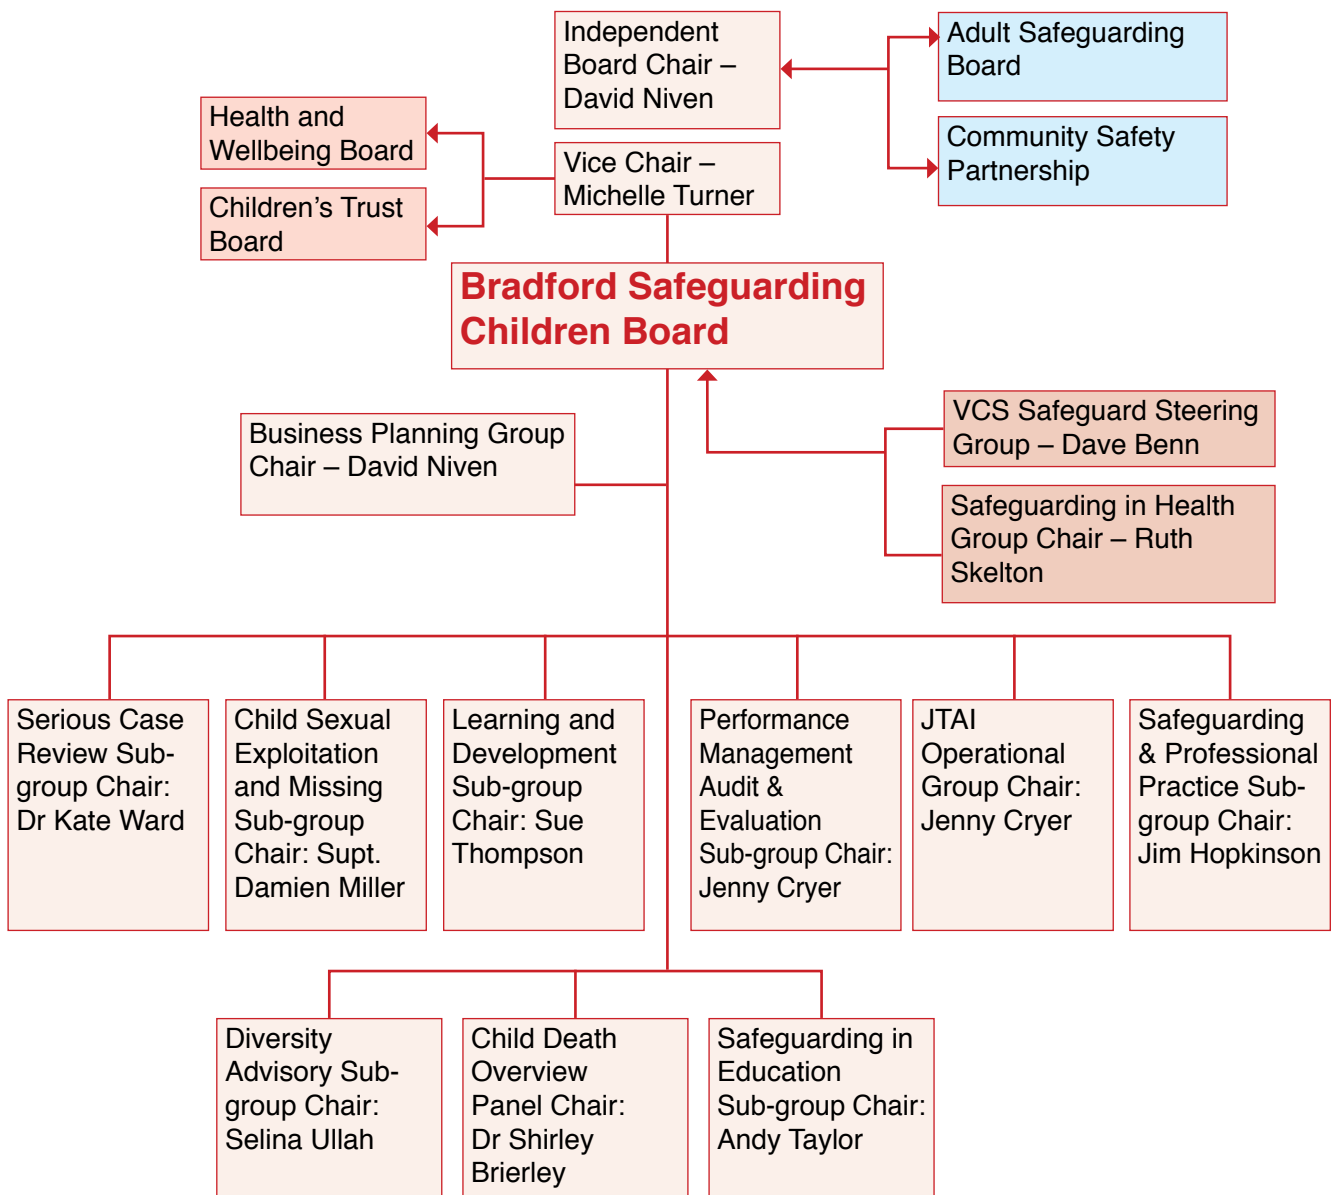 Independent
Board Chair –
David Niven
Adult Safeguarding
Board
Health and
Wellbeing Board
Community Safety
Partnership
Vice Chair –
Michelle Turner
Children’s Trust
Board
Bradford Safeguarding
Children Board
Business Planning Group
Chair – David Niven
VCS Safeguard Steering
Group – Dave Benn
Safeguarding in Health
Group Chair – Ruth
Skelton
Serious Case
Review Sub-
group Chair:
Dr Kate Ward
Child Sexual
Exploitation
and Missing
Sub-group
Chair: Supt.
Damien Miller
Learning and
Development
Sub-group
Chair: Sue
Thompson
Performance
Management
Audit &
Evaluation
Sub-group Chair:
Jenny Cryer
JTAI
Operational
Group Chair:
Jenny Cryer
Safeguarding
& Professional
Practice Sub-
group Chair:
Jim Hopkinson
Diversity
Advisory Sub-
group Chair:
Selina Ullah
Child Death
Overview
Panel Chair:
Dr Shirley
Brierley
Safeguarding in
Education
Sub-group Chair:
Andy Taylor